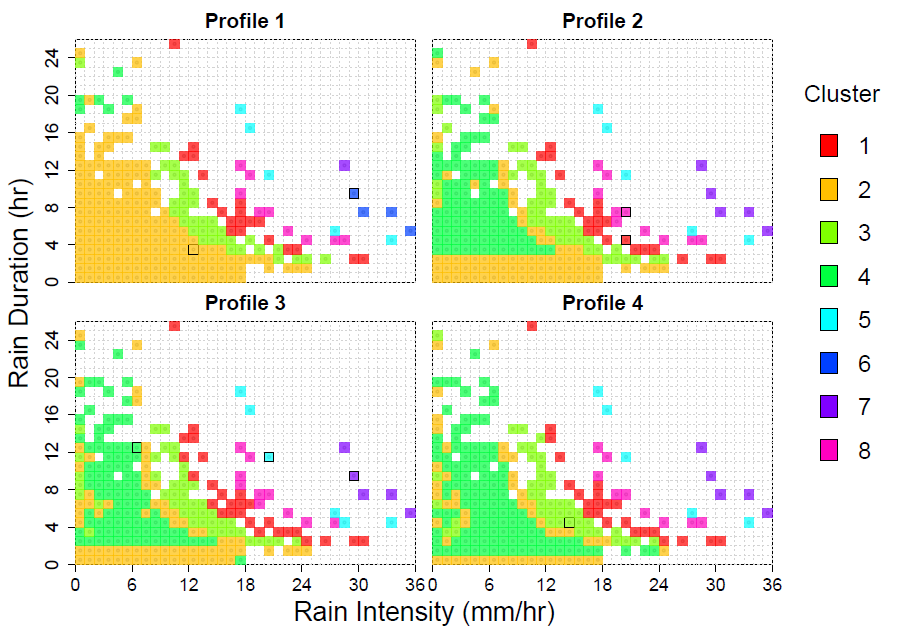 Profile 1
Profile 2
Cluster
1
2
3
4
5
6
7
8
Rain Duration (hr)
24
20
16
12
8
4
0
Profile 3
Profile 4
24
20
16
12
8
4
0
0 6 12 18 24 30 36 0 6 12 18 24 30 36
Rain Intensity (mm/hr)